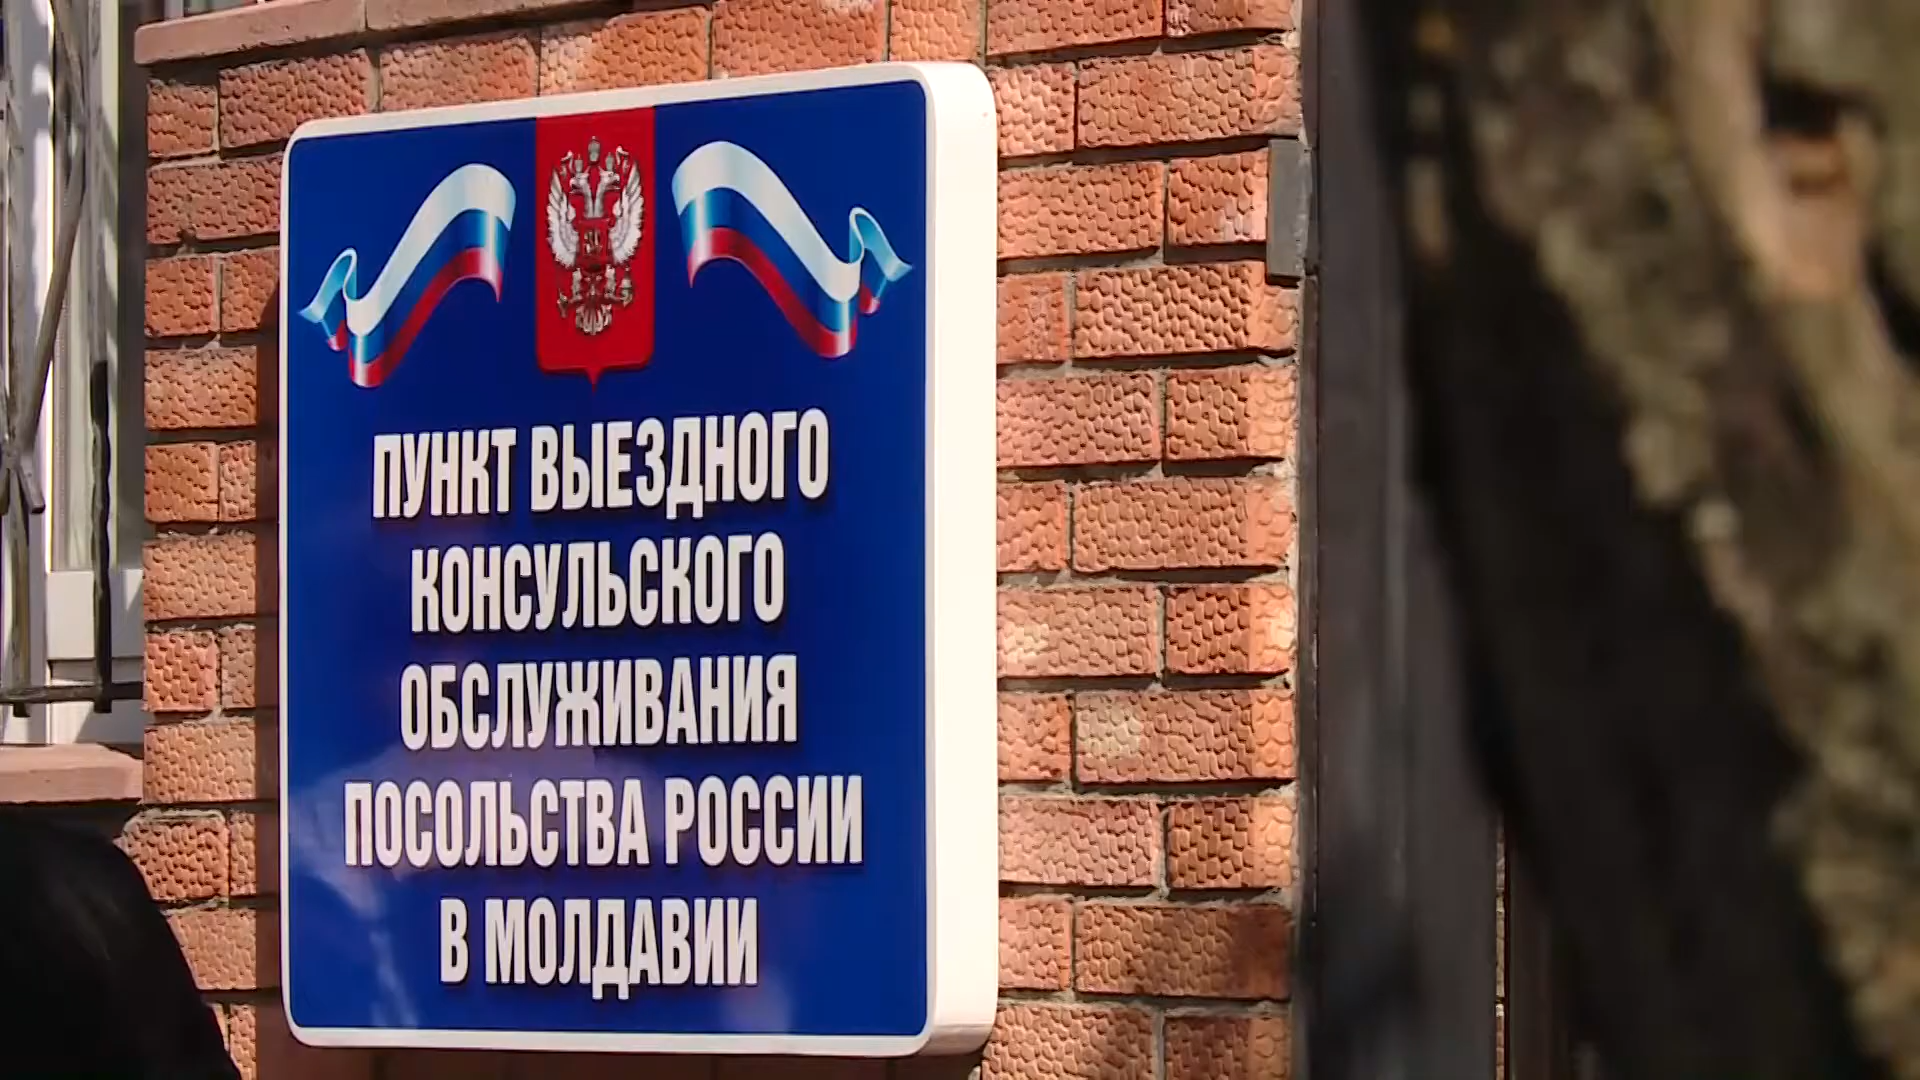 ПУНКТ ВЫЕЗДНОГО
КОНСУЛЬСКОГО
ОБСЛУЖИВАНИЯ
ПОСОЛЬСТВА РОССИИ
В МОЛДАВИИ